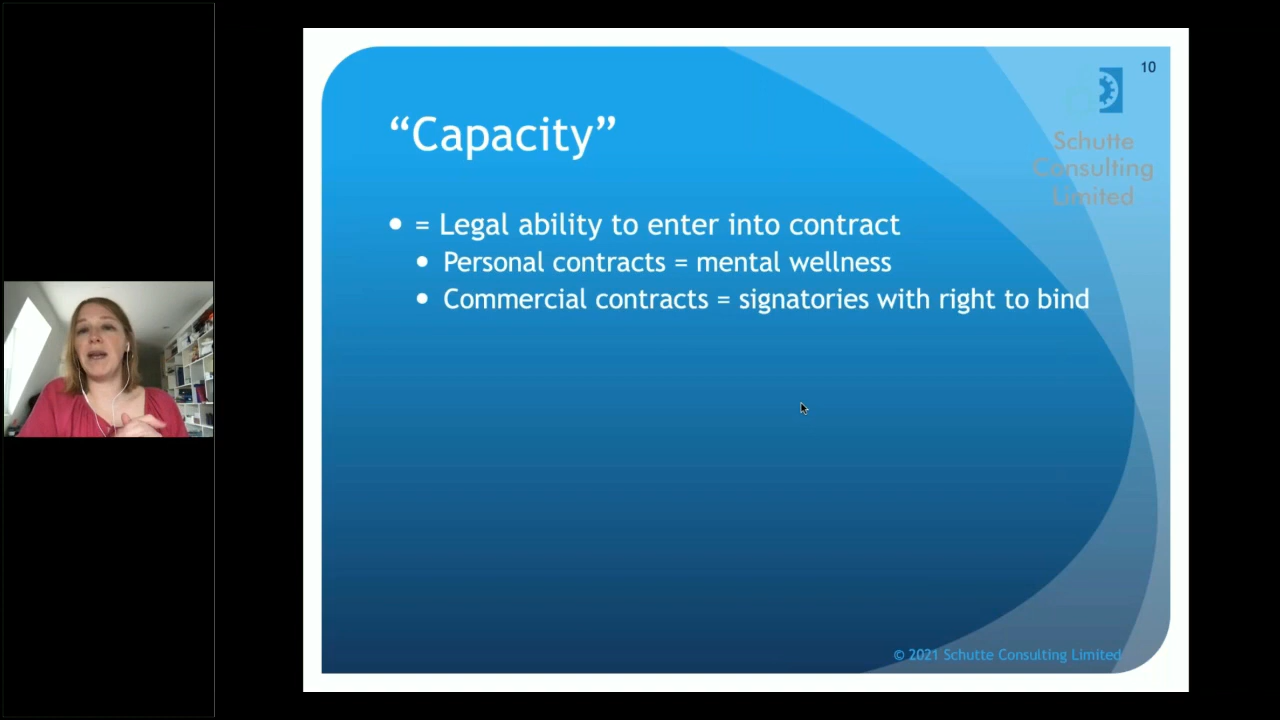 10
Schutte
Consulting
Limited
“Capacity”
● = Legal ability to enter into contract
● Personal contracts = mental wellness
● Commercial contracts = signatories with right to bind
© 2021 Schutte Consulting Limited